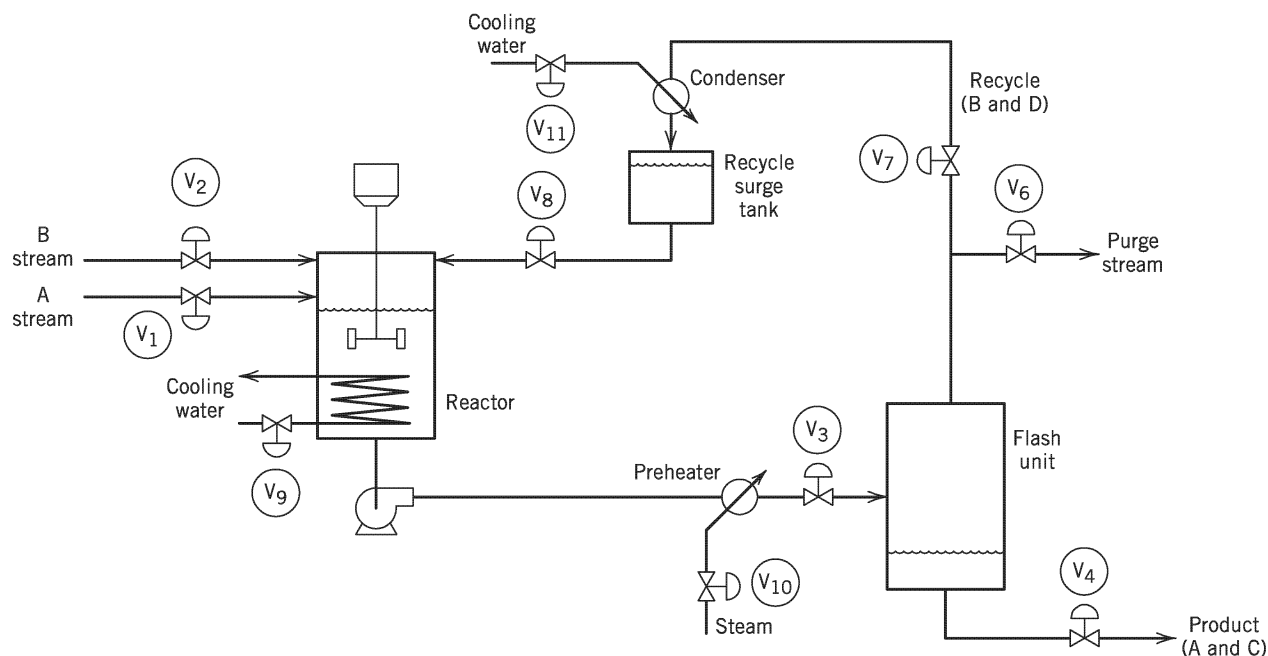 Cooling
water
Condenser
Recycle
(B and D)
V11
V7
Recycle
surge
tank
V2
V8
V6
B
stream
Purge
stream
A
stream
V1
Cooling
water
Reactor
V3
Flash
unit
Preheater
V9
V10
V4
Steam
Product
(A and C)